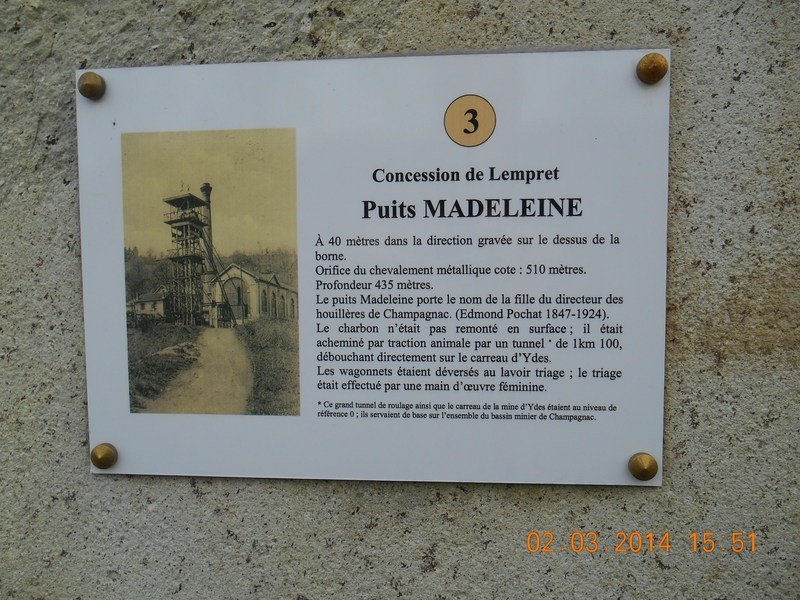 3
Concession de Lempret
Puits MADELEINE
À 40 mètres dans la direction gravée sur le dessus de la
borne.
Orifice du chevalement métallique cote : 510 mètres.
Profondeur 435 mètres.
Le puits Madeleine porte le nom de la fille du directeur des
houillères de Champagnac. (Edmond Pochat 1847-1924).
Le charbon n'était pas remonté en surface ; il était
acheminé par traction animale par un tunnel * de 1km 100,
débouchant directement sur le carreau d'Ydes.
Les wagonnets étaient déversés au lavoir triage ; le triage
était effectué par une main d'œuvre féminine.
* Ce grand tunnel de roulage ainsi que le carreau de la mine d'Ydes étaient au niveau de
référence 0 ; ils servaient de base sur l'ensemble du bassin minier de Champagnac.
02.03.2014 15.51